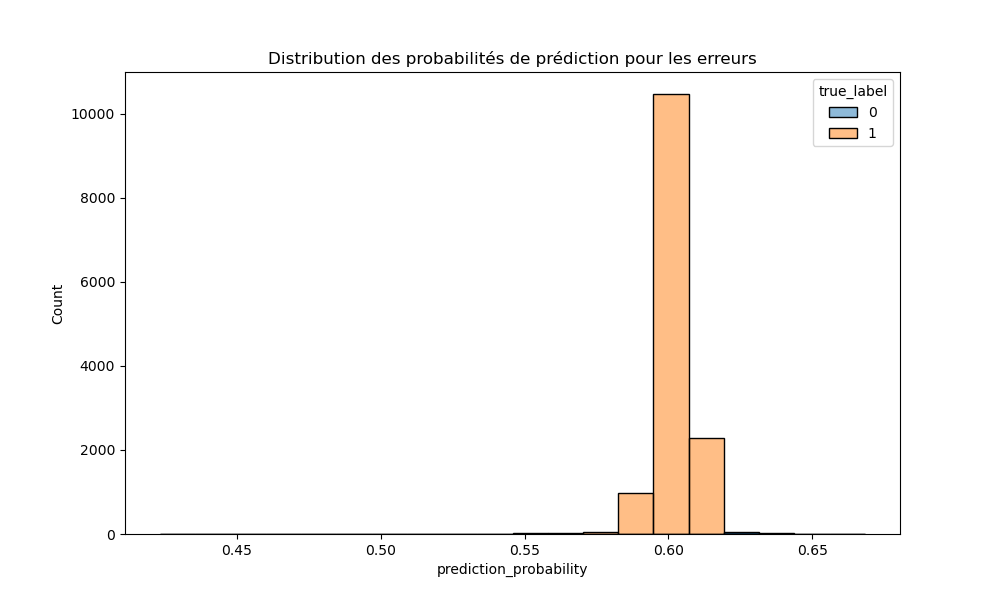 Distribution des probabilités de prédiction pour les erreurs
true_label
0
1
10000
8000
6000
4000
2000
0
Count
0.45 0.50 0.55 0.60 0.65
prediction_probability